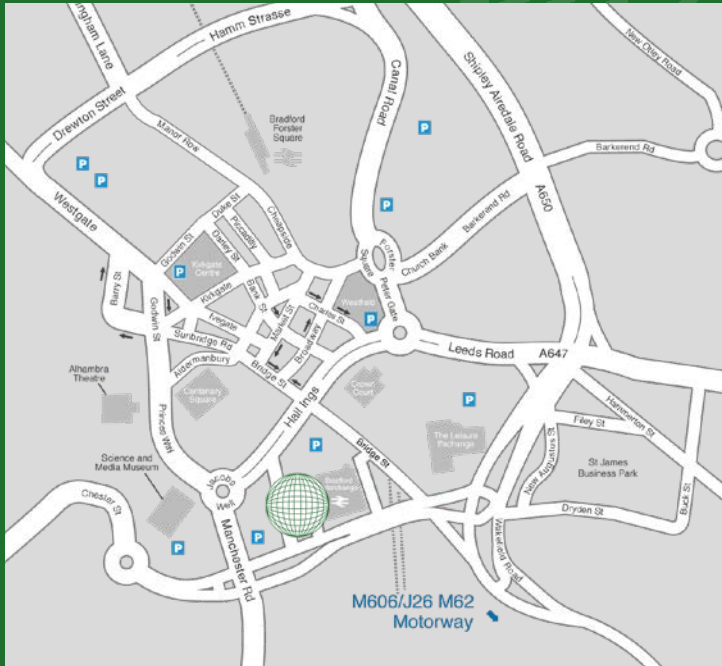 ingham Lane
Hamm Strasse
Drewton Street
Manor Row
Bradford
Forster
Square
Canal Road
Shipley Airedale Road
A650
New Otley Road
P
Barkerend Rd
P
P
P
Westgate
Duke St
Piccadilly
Cheapside
Godwin St
Darley St
Kirkgate
Centre
P
Barkerend Rd
Church Bank
Forster
Square
Peter Gate
Barry St
Godwin St
Kirkgate
Bank St
Market St
Charles St
Westfield
P
Ivegate
Sunbridge Rd
Broadway
Aldermanbury
Bridge St
Leeds Road
A647
Alhambra
Theatre
Centenary
Square
Hall Ings
Crown
Court
P
Princes Way
P
Bridge St
The Leisure
Exchange
Hammerton St
Filey St
New Augustus St
St James
Business Park
Buck St
Science and
Media Museum
Jacobs
Well
Bradford
Interchange
Chester St
Dryden St
P
P
Manchester Rd
Wakefield Road
M606/J26 M62
Motorway